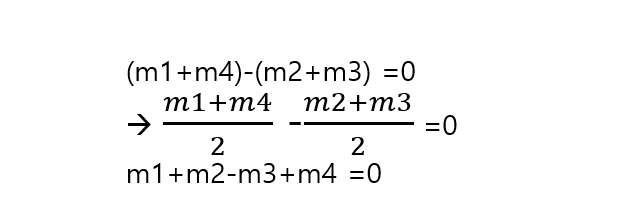 (m1+m4)-(m2+m3) =0
→ m1+m4/2 - m2+m3/2 =0
m1+m2-m3+m4 =0